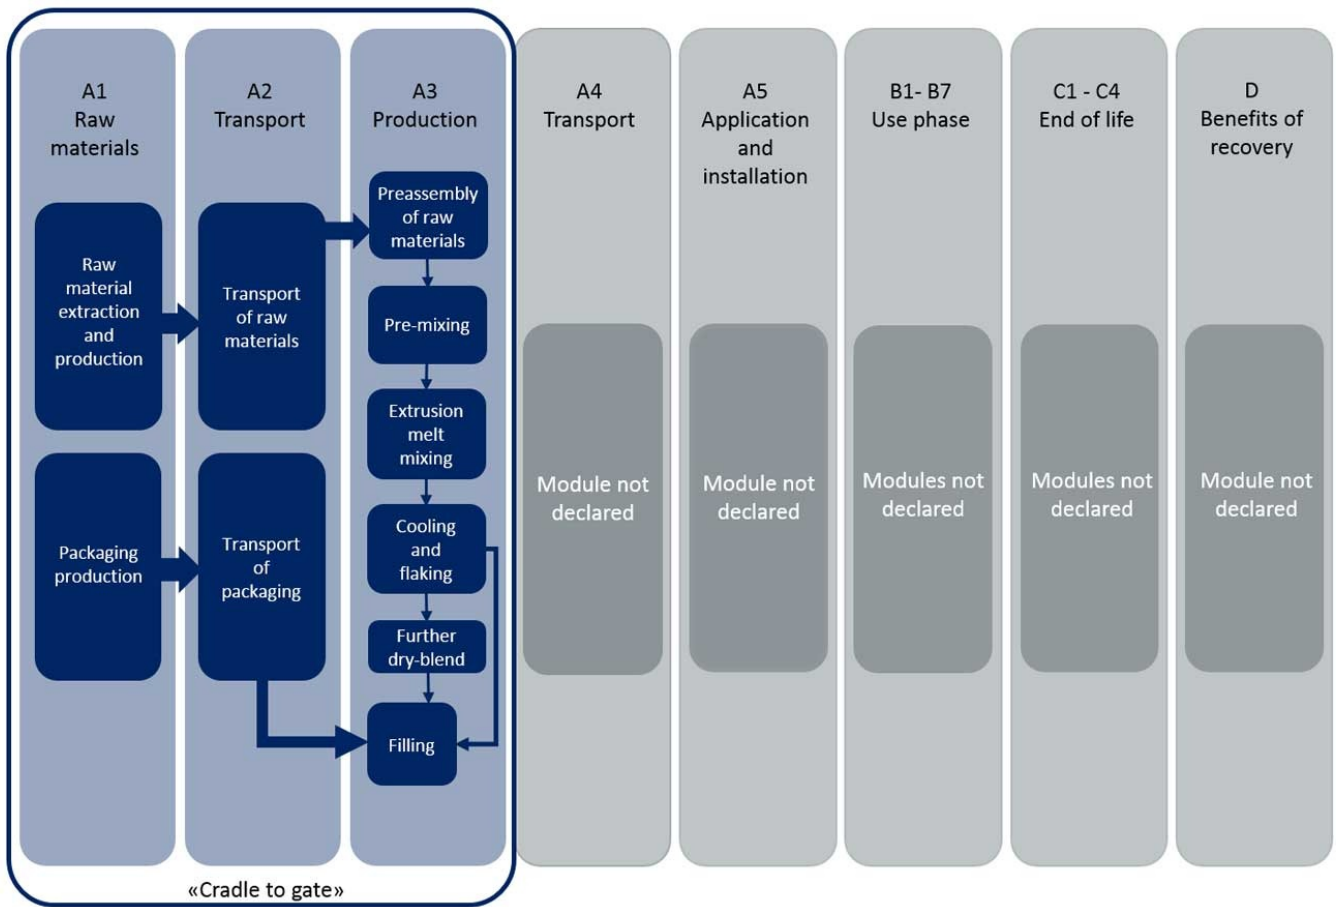 A1
Raw
materials
Raw
material
extraction
and
production
Packaging
production
A2
Transport
Transport
of raw
materials
Transport
of
packaging
A3
Production
Preassembly
of raw
materials
Pre-mixing
Extrusion
melt
mixing
Cooling
and
flaking
Further
dry-blend
Filling
«Cradle to gate»
A4
Transport
Module not
declared
A5
Application
and
installation
Module not
declared
B1- B7
Use phase
Modules not
declared
C1 - C4
End of life
Modules not
declared
D
Benefits of
recovery
Module not
declared